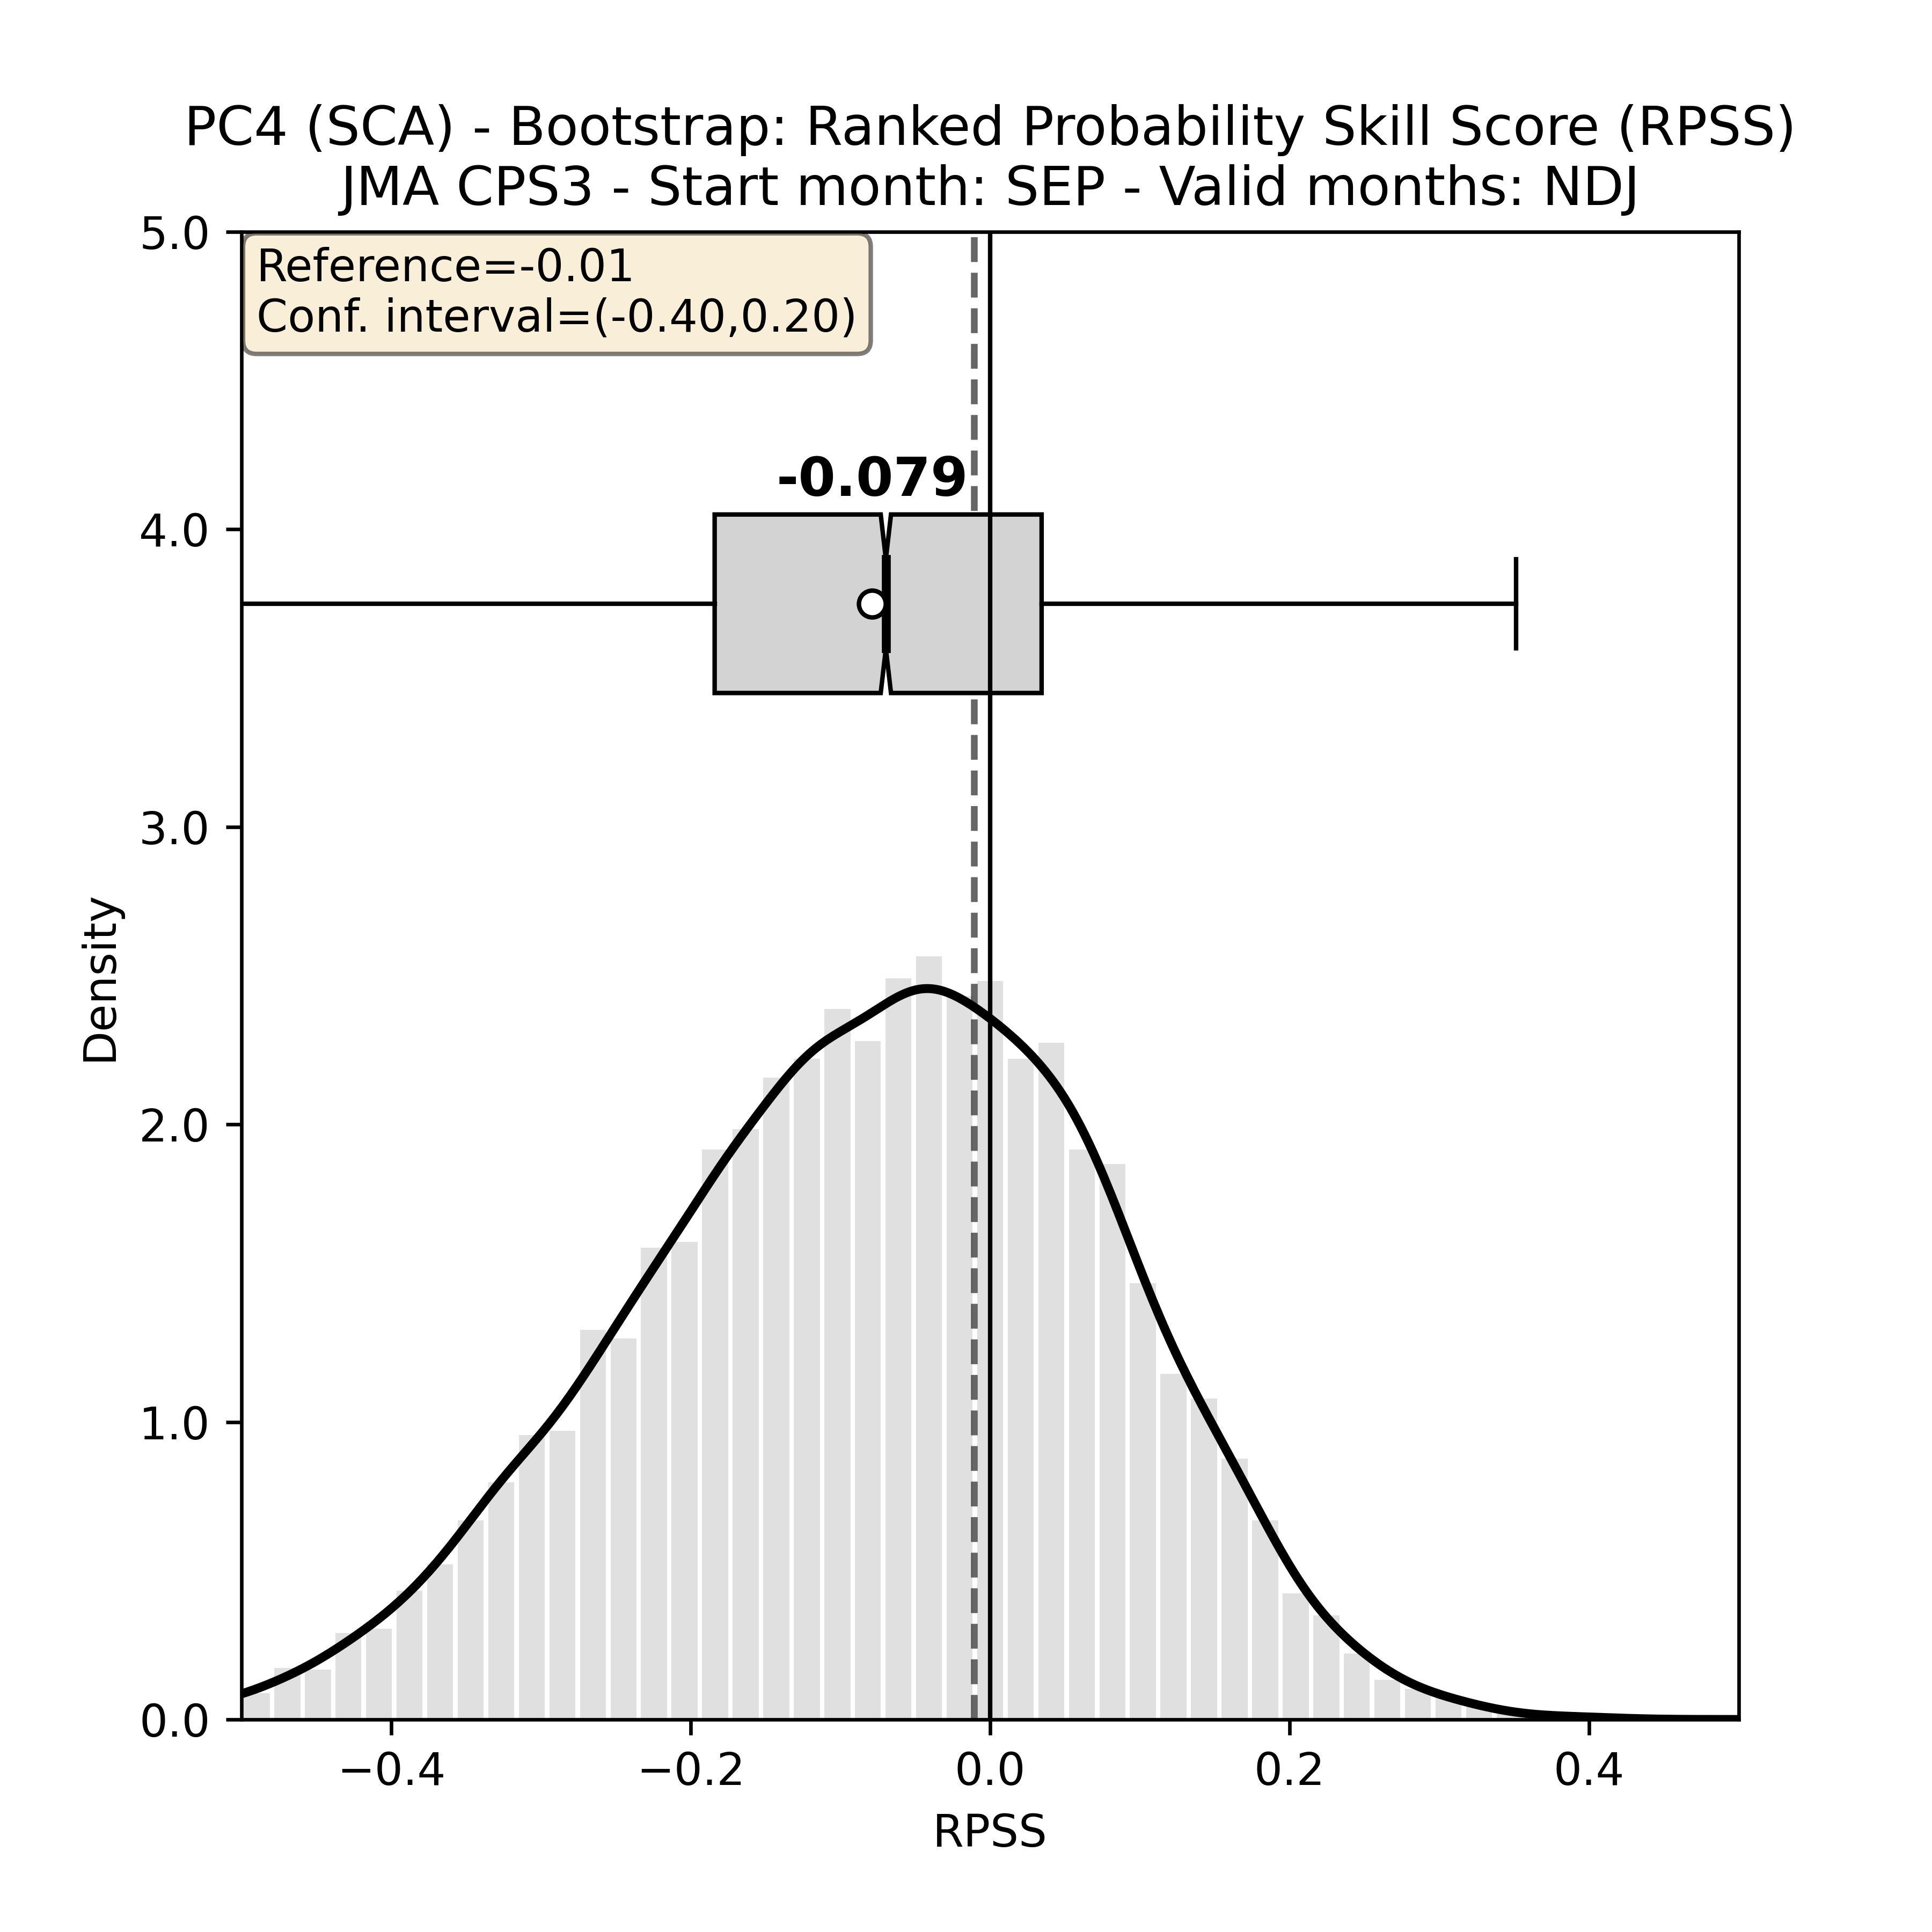 PC4 (SCA) - Bootstrap: Ranked Probability Skill Score (RPSS)
JMA CPS3 - Start month: SEP - Valid months: NDJ
5.0
Reference=-0.01
Conf. interval=(-0.40,0.20)
-0.079
4.0
3.0
Density
2.0
1.0
0.0
−0.4 −0.2 0.0 0.2 0.4
RPSS